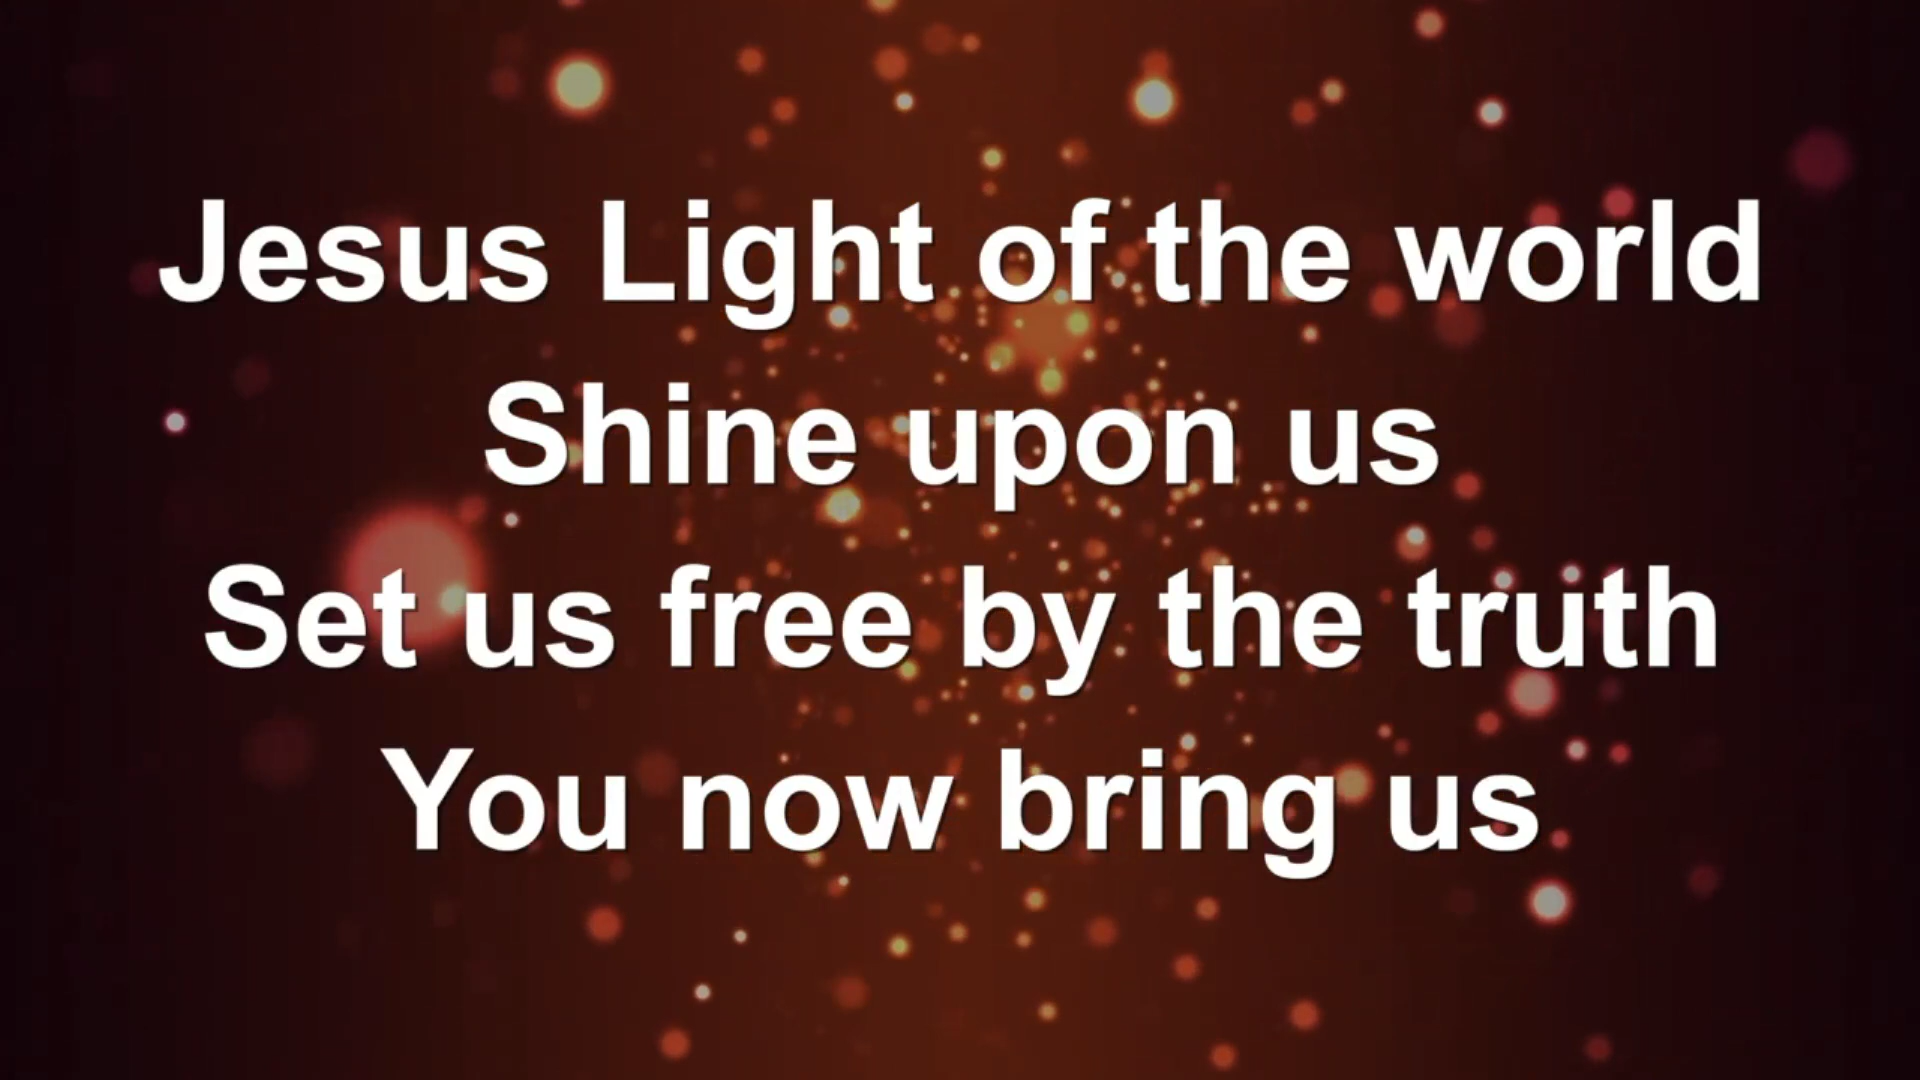 Jesus Light of the world
Shine upon us
Set us free by the truth
You now bring us